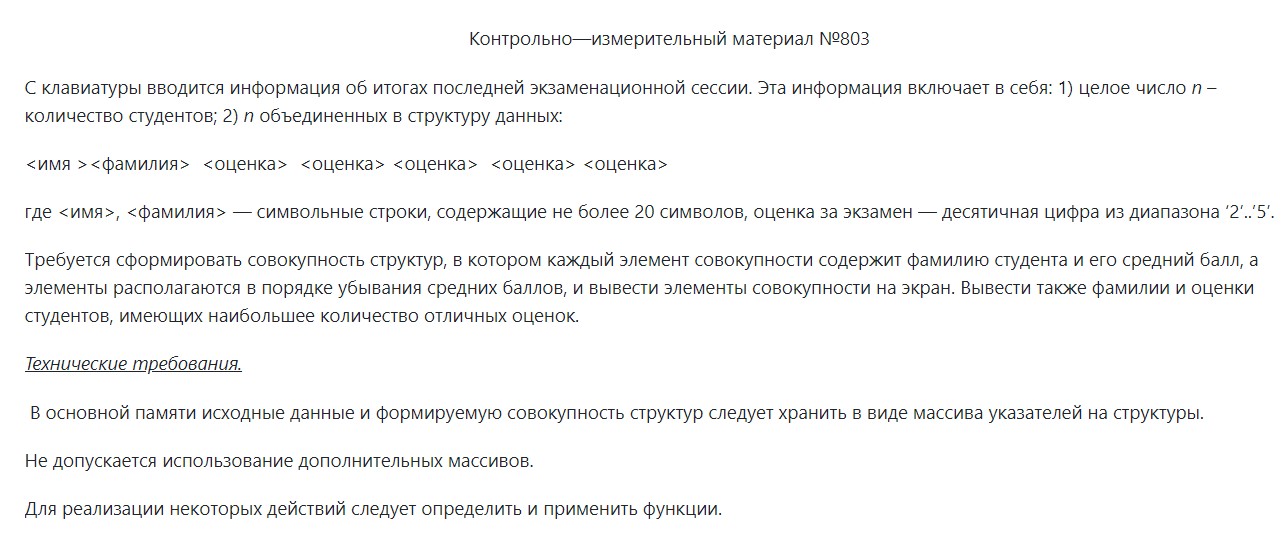 Контрольно—измерительный материал №803
С клавиатуры вводится информация об итогах последней экзаменационной сессии. Эта информация включает в себя: 1) целое число n –
количество студентов; 2) n объединенных в структуру данных:
<имя ><фамилия> <оценка> <оценка> <оценка> <оценка> <оценка>
где <имя>, <фамилия> — символьные строки, содержащие не более 20 символов, оценка за экзамен — десятичная цифра из диапазона ’2’..’5’.
Требуется сформировать совокупность структур, в котором каждый элемент совокупности содержит фамилию студента и его средний балл, а
элементы располагаются в порядке убывания средних баллов, и вывести элементы совокупности на экран. Вывести также фамилии и оценки
студентов, имеющих наибольшее количество отличных оценок.
Технические требования.
В основной памяти исходные данные и формируемую совокупность структур следует хранить в виде массива указателей на структуры.
Не допускается использование дополнительных массивов.
Для реализации некоторых действий следует определить и применить функции.